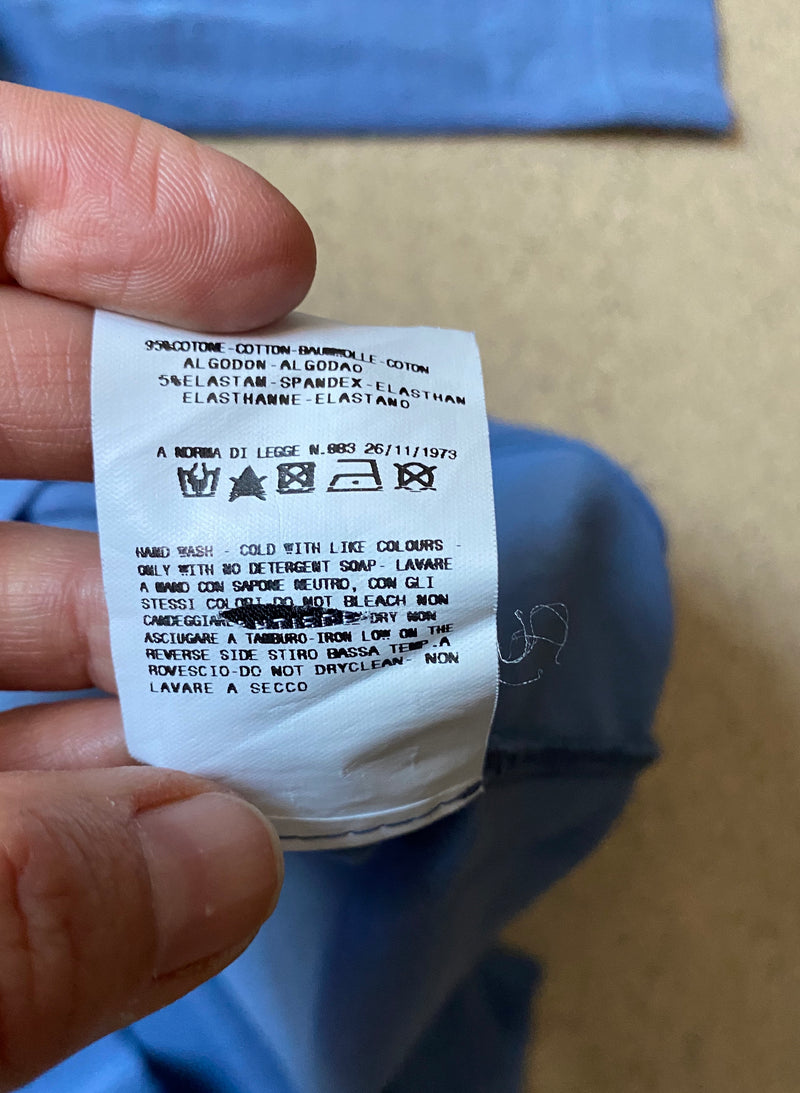 95%COTONE-COTTON-BAUMWOLLE-COTON
ALGODON-ALGODAO
5%ELASTAM-SPANDEX-ELASTHAN
ELASTHANNE-ELASTANO
A NORMA DI LEGGE N.883 26/11/1973
HAND WASH - COLD WITH LIKE COLOURS -
ONLY WITH NO DETERGENT SOAP- LAVARE
A MANO CON SAPONE NEUTRO, CON GLI
STESSI COLORI DO NOT BLEACH NON
DRY NON
ASCIUGARE A TAMBURO-IRON LOW ON THE
REVERSE SIDE STIRO BASSA TEMP.A
ROVESCIO-DO NOT DRYCLEAN- NON
LAVARE A SECCO